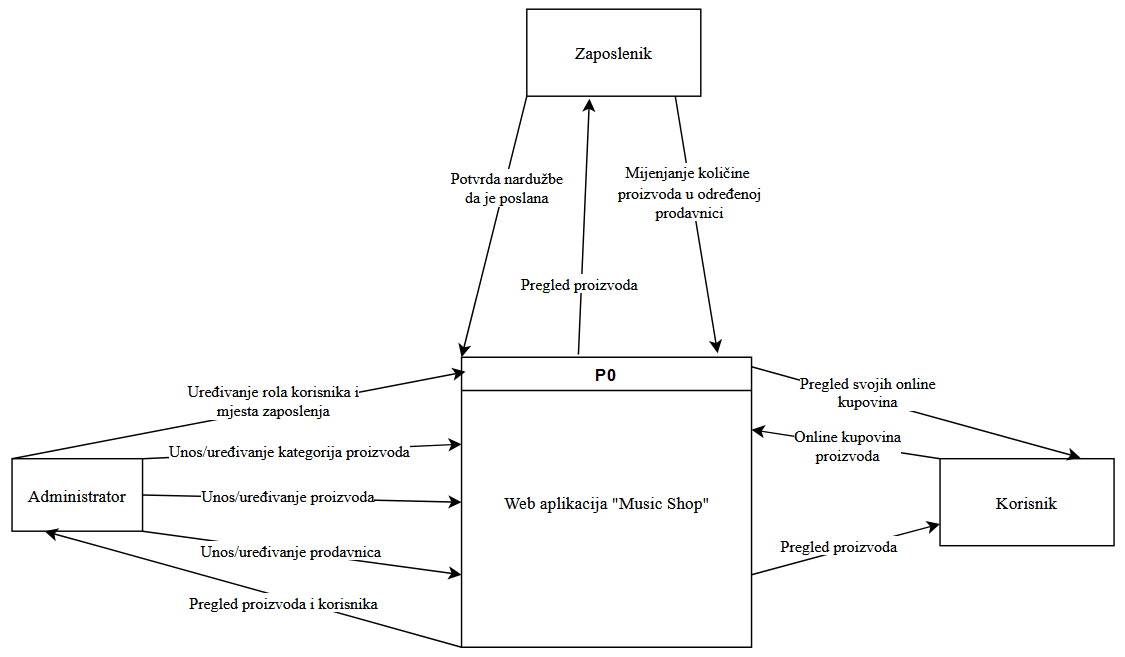 Zaposlenik
Potvrda nardužbe
da je poslana
Mijenjanje količine
proizvoda u određenoj
prodavnici
Pregled proizvoda
P0
Web aplikacija "Music Shop"
Uređivanje rola korisnika i
mjesta zaposlenja
Unos/uređivanje kategorija proizvoda
Administrator
Unos/uređivanje proizvoda
Unos/uređivanje prodavnica
Pregled proizvoda i korisnika
Pregled svojih online
kupovina
Online kupovina
proizvoda
Korisnik
Pregled proizvoda